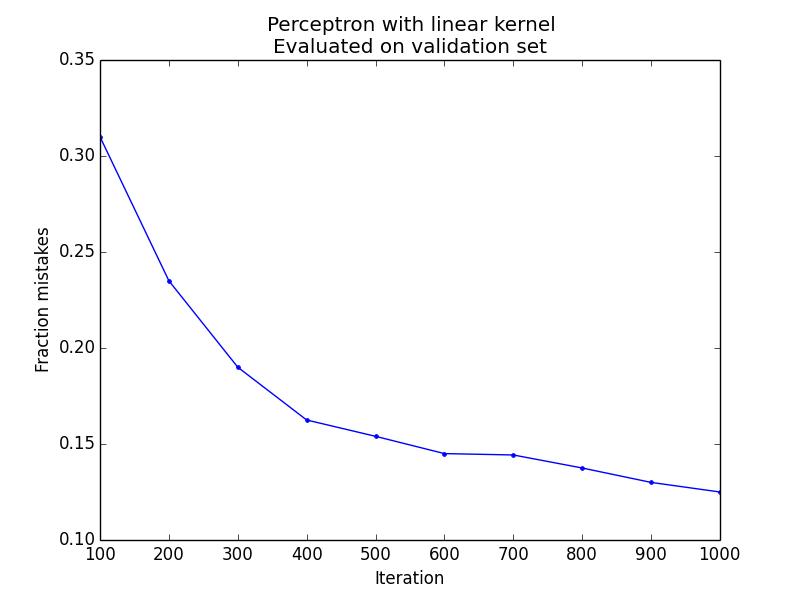 Perceptron with linear kernel
Evaluated on validation set
0.35
0.30
0.25
0.20
0.15
0.10
Fraction mistakes
100 200 300 400 500 600 700 800 900 1000
Iteration